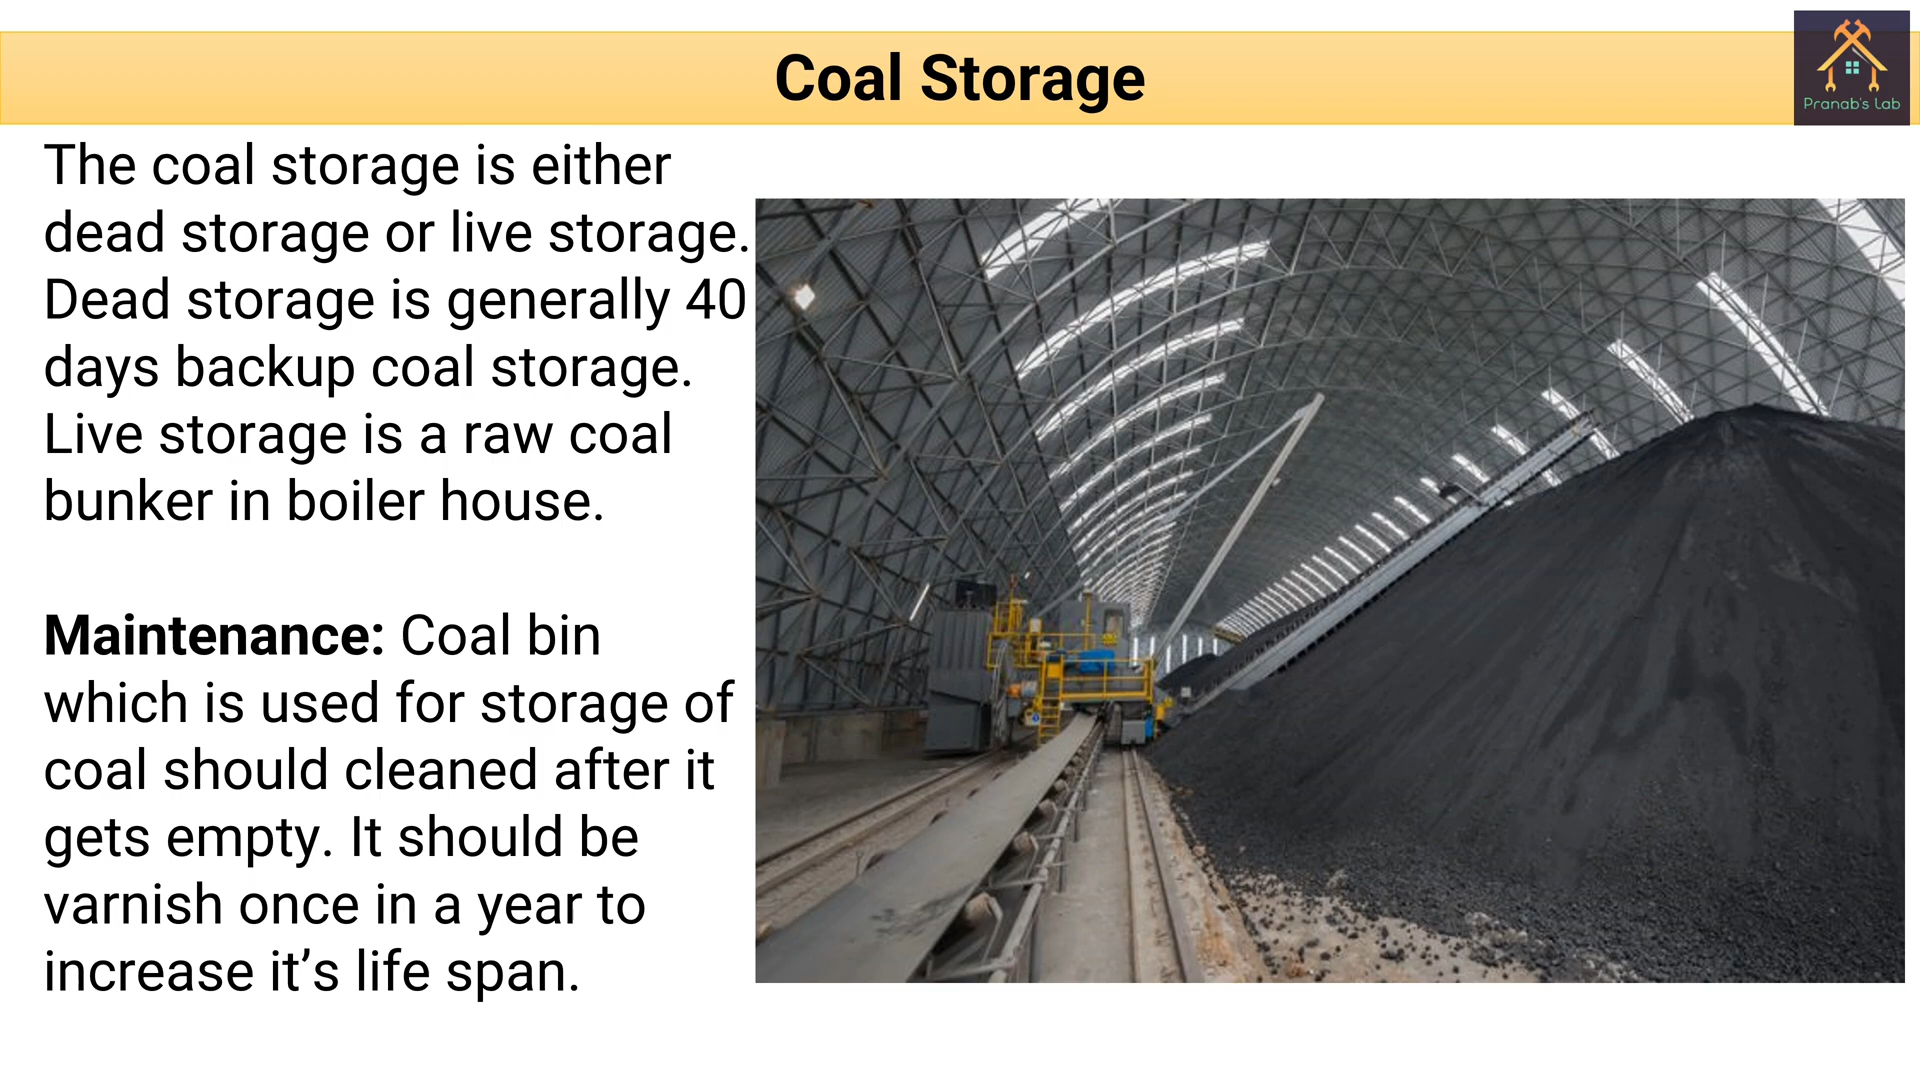 Coal Storage
Pranab's Lab
The coal storage is either
dead storage or live storage.
Dead storage is generally 40
days backup coal storage.
Live storage is a raw coal
bunker in boiler house.
Maintenance: Coal bin
which is used for storage of
coal should cleaned after it
gets empty. It should be
varnish once in a year to
increase it’s life span.